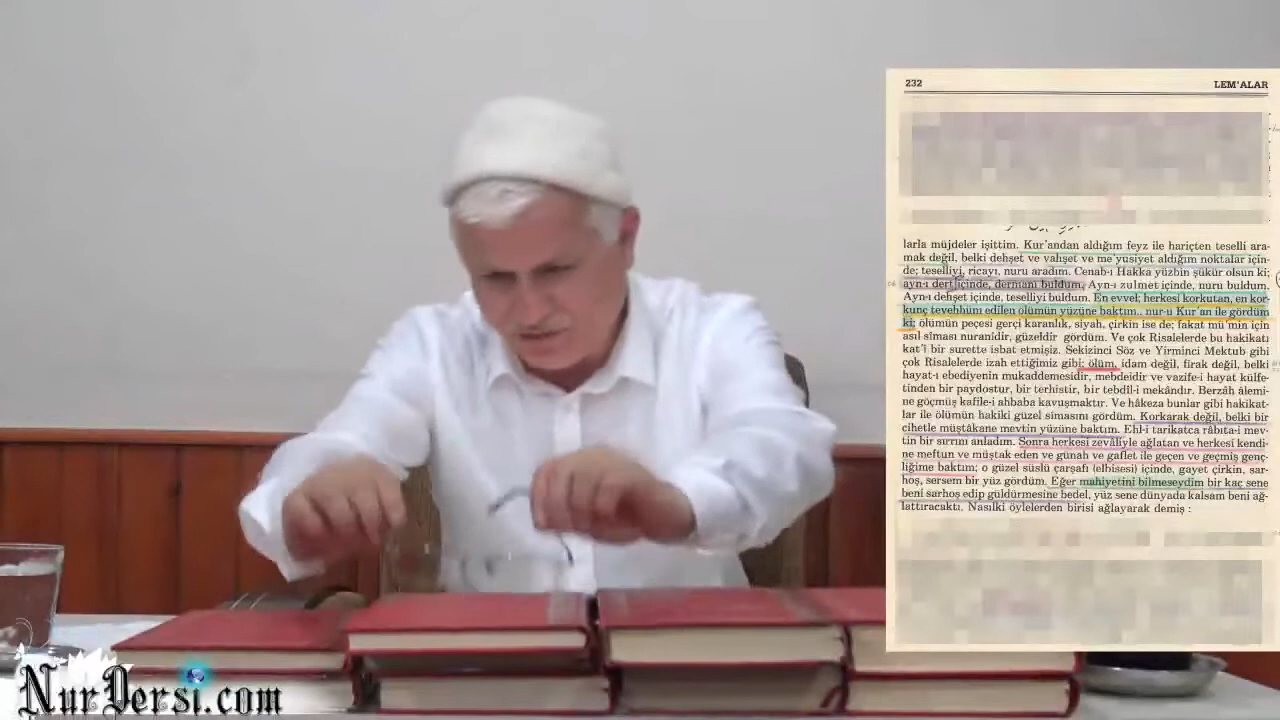 232 LEM'ALAR
larla müjdeler işittim. Kur'andan aldığım feyz ile hariçten teselli ara-
mak değil, belki dehşet ve vahşet ve me'yusiyet aldığım noktalar için-
de; teselliyi, ricayı, nuru aradım. Cenab-ı Hakka yüzbin şükür olsun ki;
ayn-ı dert içinde, dermanı buldum. Ayn-ı zulmet içinde, nuru buldum.
Ayn-ı dehşet içinde, teselliyi buldum. En evvel; herkesi korkutan, en kor-
kunç tevehhüm edilen ölümün yüzüne baktım.. nur-u Kur'an ile gördüm
ki; ölümün peçesi gerçi karanlık, siyah, çirkin ise de; fakat mü'min için
asıl sîması nuranîdir, güzeldir gördüm. Ve çok Risalelerde bu hakikatı
kat'î bir surette isbat etmişiz. Sekizinci Söz ve Yirminci Mektub gibi
çok Risalelerde izah ettiğimiz gibi; ölüm, idam değil, firak değil, belki
hayat-ı ebediyenin mukaddemesidir, mebdeidir ve vazife-i hayat külfe-
tinden bir paydostur, bir terhistir, bir tebdil-i mekândır. Berzâh âlemi-
ne göçmüş kafile-i ahbaba kavuşmaktır. Ve hâkeza bunlar gibi hakikat-
lar ile ölümün hakikî güzel simasını gördüm. Korkarak değil, belki bir
cihetle müştâkane mevtin yüzüne baktım. Ehl-i tarikatca râbıta-i mev-
tin bir sırrını anladım. Sonra herkesi zevâliyle ağlatan ve herkesi kendi-
ne meftun ve müştak eden ve günah ve gaflet ile geçen ve geçmiş genç-
liğime baktım; o güzel süslü çarşafı (elbisesi) içinde, gayet çirkin, sar-
hoş, sersem bir yüz gördüm. Eğer mahiyetini bilmeseydim bir kaç sene
beni sarhoş edip güldürmesine bedel, yüz sene dünyada kalsam beni ağ-
lattıracaktı. Nasılki öylelerden birisi ağlayarak demiş :
NurDersi.com